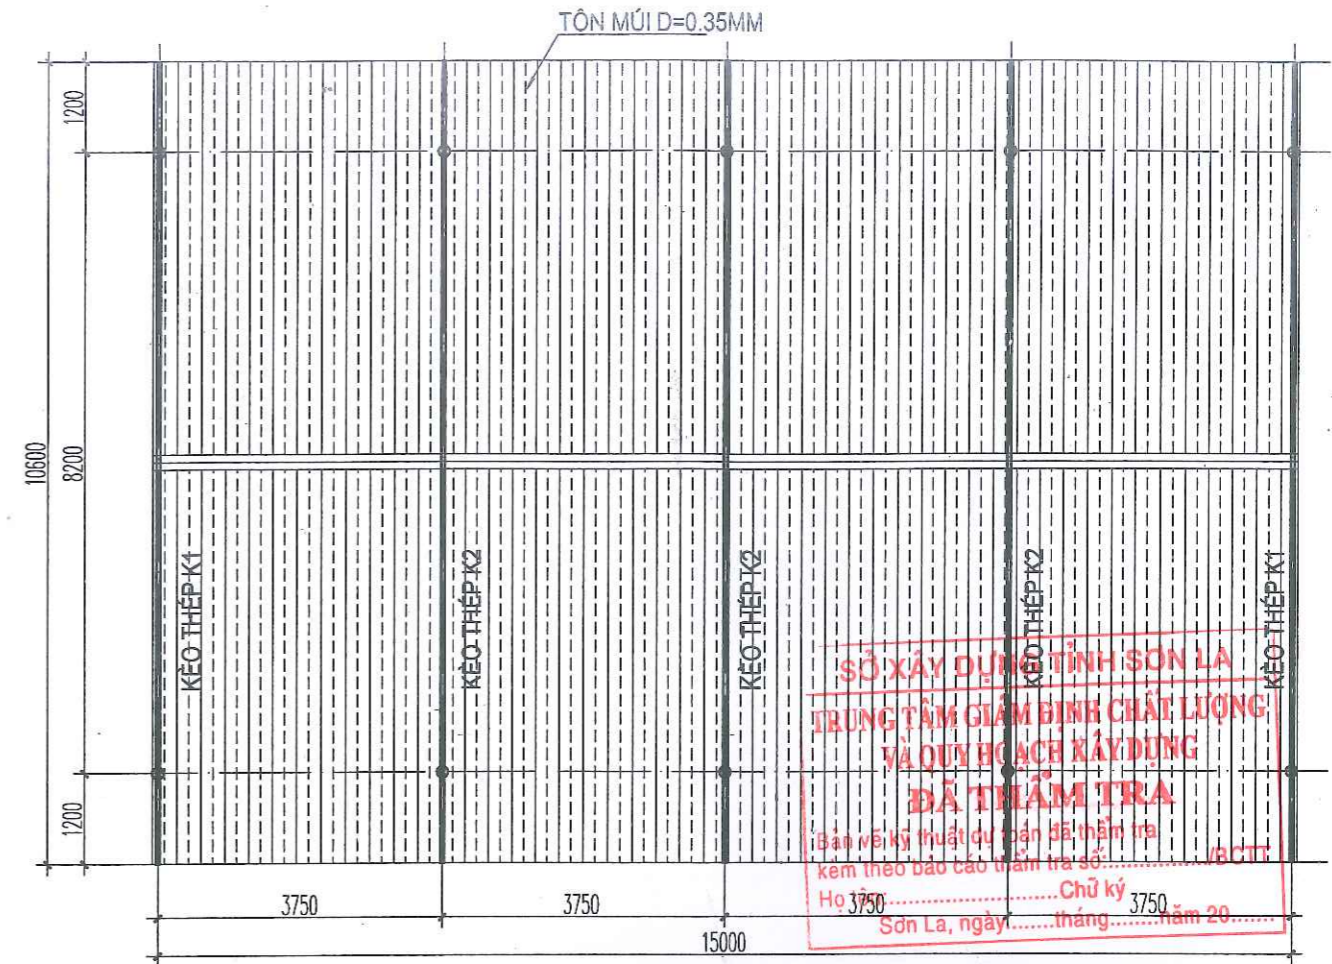 TÔN MÚI D=0.35MM
1200
8200
10600
1200
KÈO THÉP K1
KÈO THÉP K2
KÈO THÉP K2
KÈO THÉP K2
KÈO THÉP K1
SỞ XÂY DỰNG TỈNH SƠN LA
TRUNG TÂM GIÁM ĐỊNH CHẤT LƯỢNG
VÀ QUY HOẠCH XÂY DỰNG
ĐÃ THẨM TRA
Bản vẽ kỹ thuật dự toán đã thẩm tra
kèm theo báo cáo thẩm tra số:................/BCTT
Họ tên:........................Chữ ký
Sơn La, ngày.......tháng........năm 20.......
3750
3750
3750
3750
15000